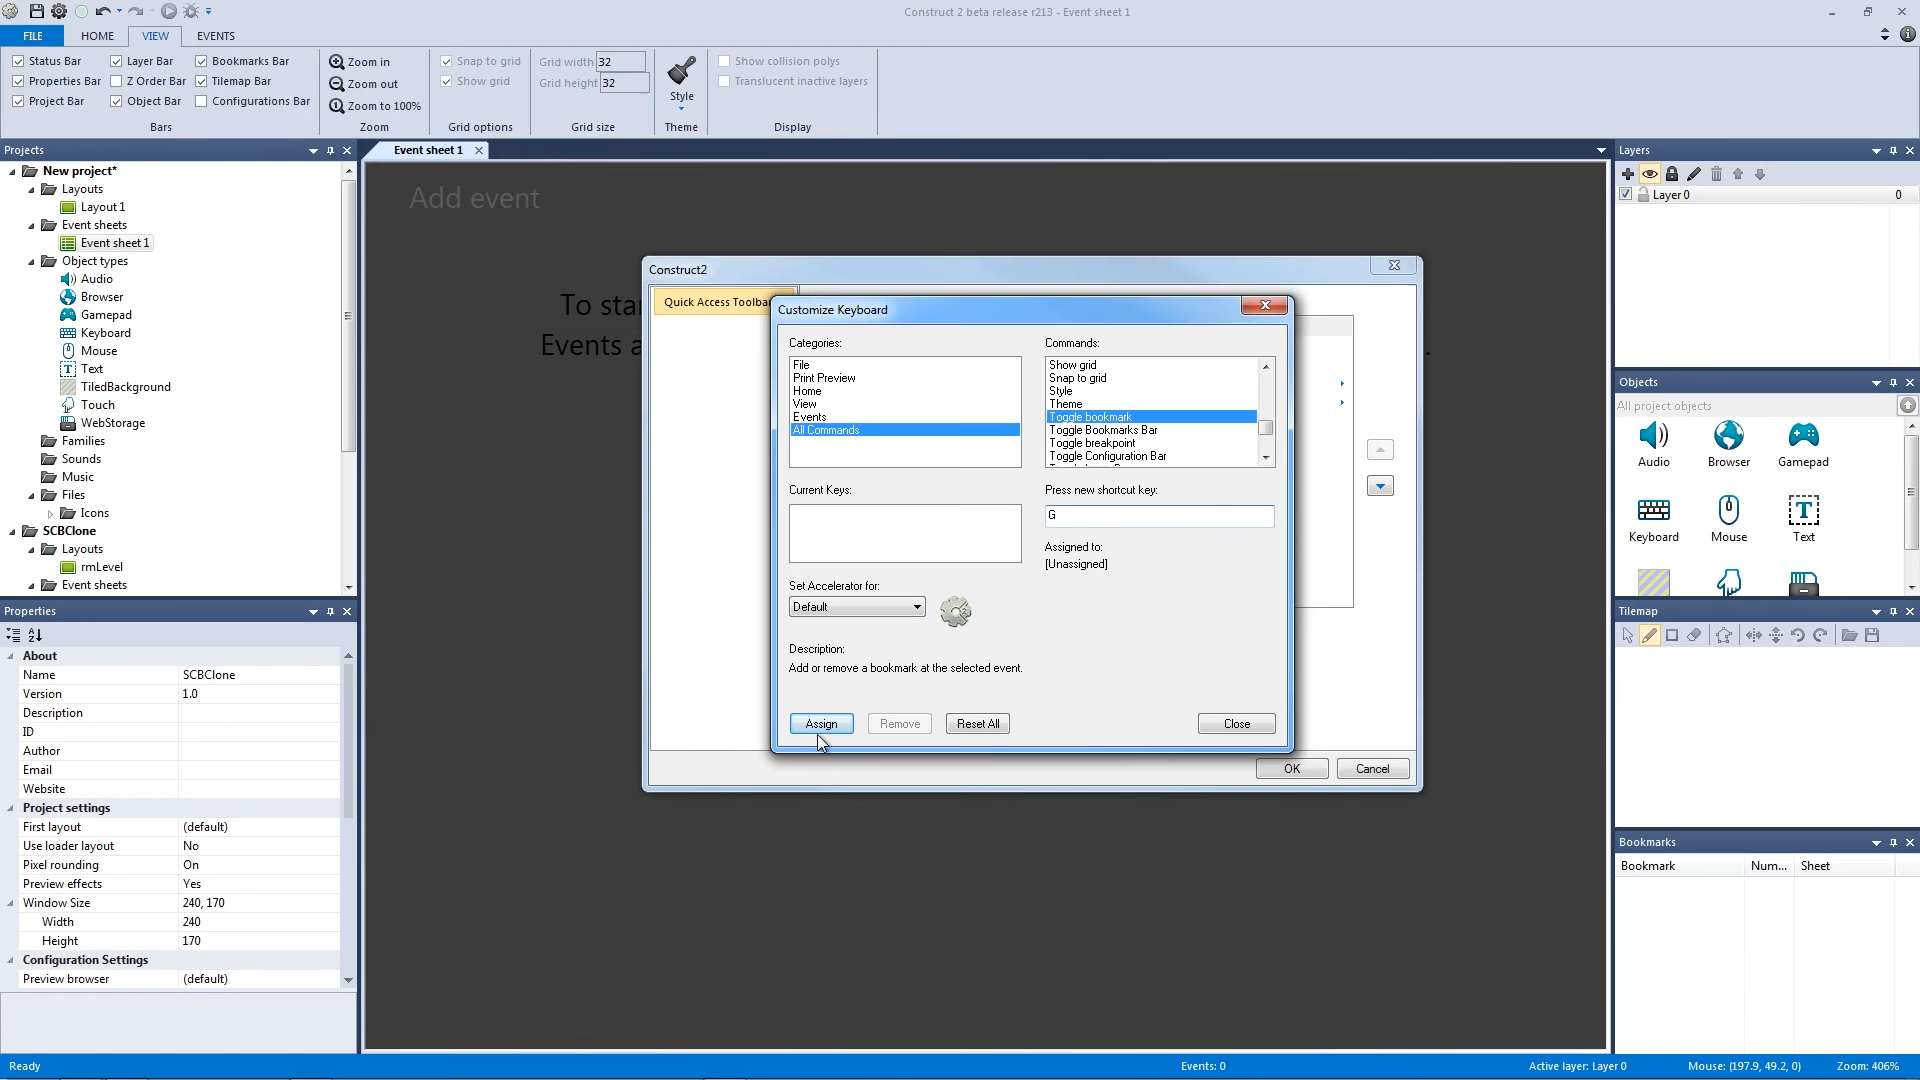 Construct 2 beta release r213 - Event sheet 1
FILE HOME VIEW EVENTS
Status Bar Layer Bar Bookmarks Bar
Properties Bar Z Order Bar Tilemap Bar
Project Bar Object Bar Configurations Bar
Bars
Zoom in
Zoom out
Zoom to 100%
Zoom
Snap to grid
Show grid
Grid options
Grid width 32
Grid height 32
Grid size
Style
Theme
Show collision polys
Translucent inactive layers
Display
Projects
New project*
Layouts
Layout 1
Event sheets
Event sheet 1
Object types
Audio
Browser
Gamepad
Keyboard
Mouse
Text
TiledBackground
Touch
WebStorage
Families
Sounds
Music
Files
Icons
SCBClone
Layouts
rmLevel
Event sheets
Properties
About
Name SCBClone
Version 1.0
Description
ID
Author
Email
Website
Project settings
First layout (default)
Use loader layout No
Pixel rounding On
Preview effects Yes
Window Size 240, 170
Width 240
Height 170
Configuration Settings
Preview browser (default)
Event sheet 1
Add event
To sta
Events a
Construct2
Quick Access Toolba
Customize Keyboard
Categories:
File
Print Preview
Home
View
Events
All Commands
Commands:
Show grid
Snap to grid
Style
Theme
Toggle bookmark
Toggle Bookmarks Bar
Toggle breakpoint
Toggle Configuration Bar
Current Keys:
Press new shortcut key:
G
Assigned to:
[Unassigned]
Set Accelerator for:
Default
Description:
Add or remove a bookmark at the selected event.
Assign Remove Reset All Close
OK Cancel
Layers
Layer 0 0
Objects
All project objects
Audio Browser Gamepad
Keyboard Mouse Text
Tilemap
Bookmarks
Bookmark Num... Sheet
Ready Events: 0 Active layer: Layer 0 Mouse: (197.9, 49.2, 0) Zoom: 406%